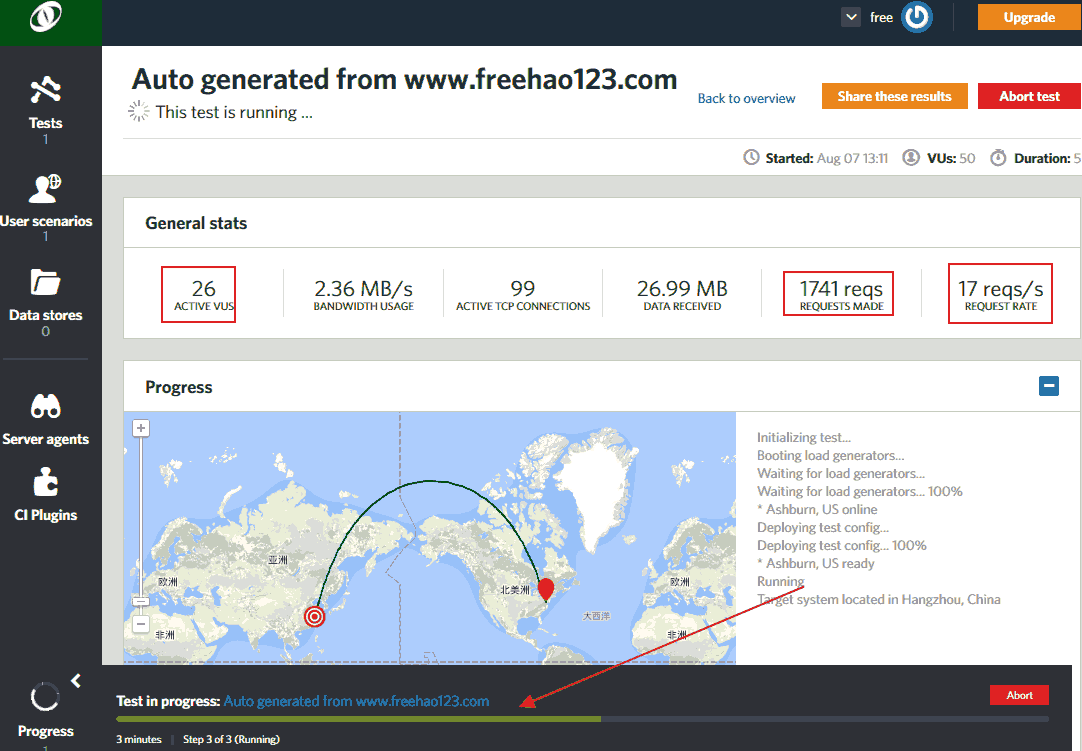 free
Upgrade
Auto generated from www.freehao123.com
This test is running ...
Back to overview
Share these results
Abort test
Started: Aug 07 13:11
VUs: 50
Duration: 5
Tests
1
User scenarios
1
Data stores
0
Server agents
CI Plugins
General stats
26
ACTIVE VUS
2.36 MB/s
BANDWIDTH USAGE
99
ACTIVE TCP CONNECTIONS
26.99 MB
DATA RECEIVED
1741 reqs
REQUESTS MADE
17 reqs/s
REQUEST RATE
Progress
亚洲
欧洲
非洲
北美洲
大西洋
欧洲
非洲
Initializing test...
Booting load generators...
Waiting for load generators...
Waiting for load generators... 100%
* Ashburn, US online
Deploying test config...
Deploying test config... 100%
* Ashburn, US ready
Running
Target system located in Hangzhou, China
Progress
1
Test in progress: Auto generated from www.freehao123.com
Abort
3 minutes
Step 3 of 3 (Running)